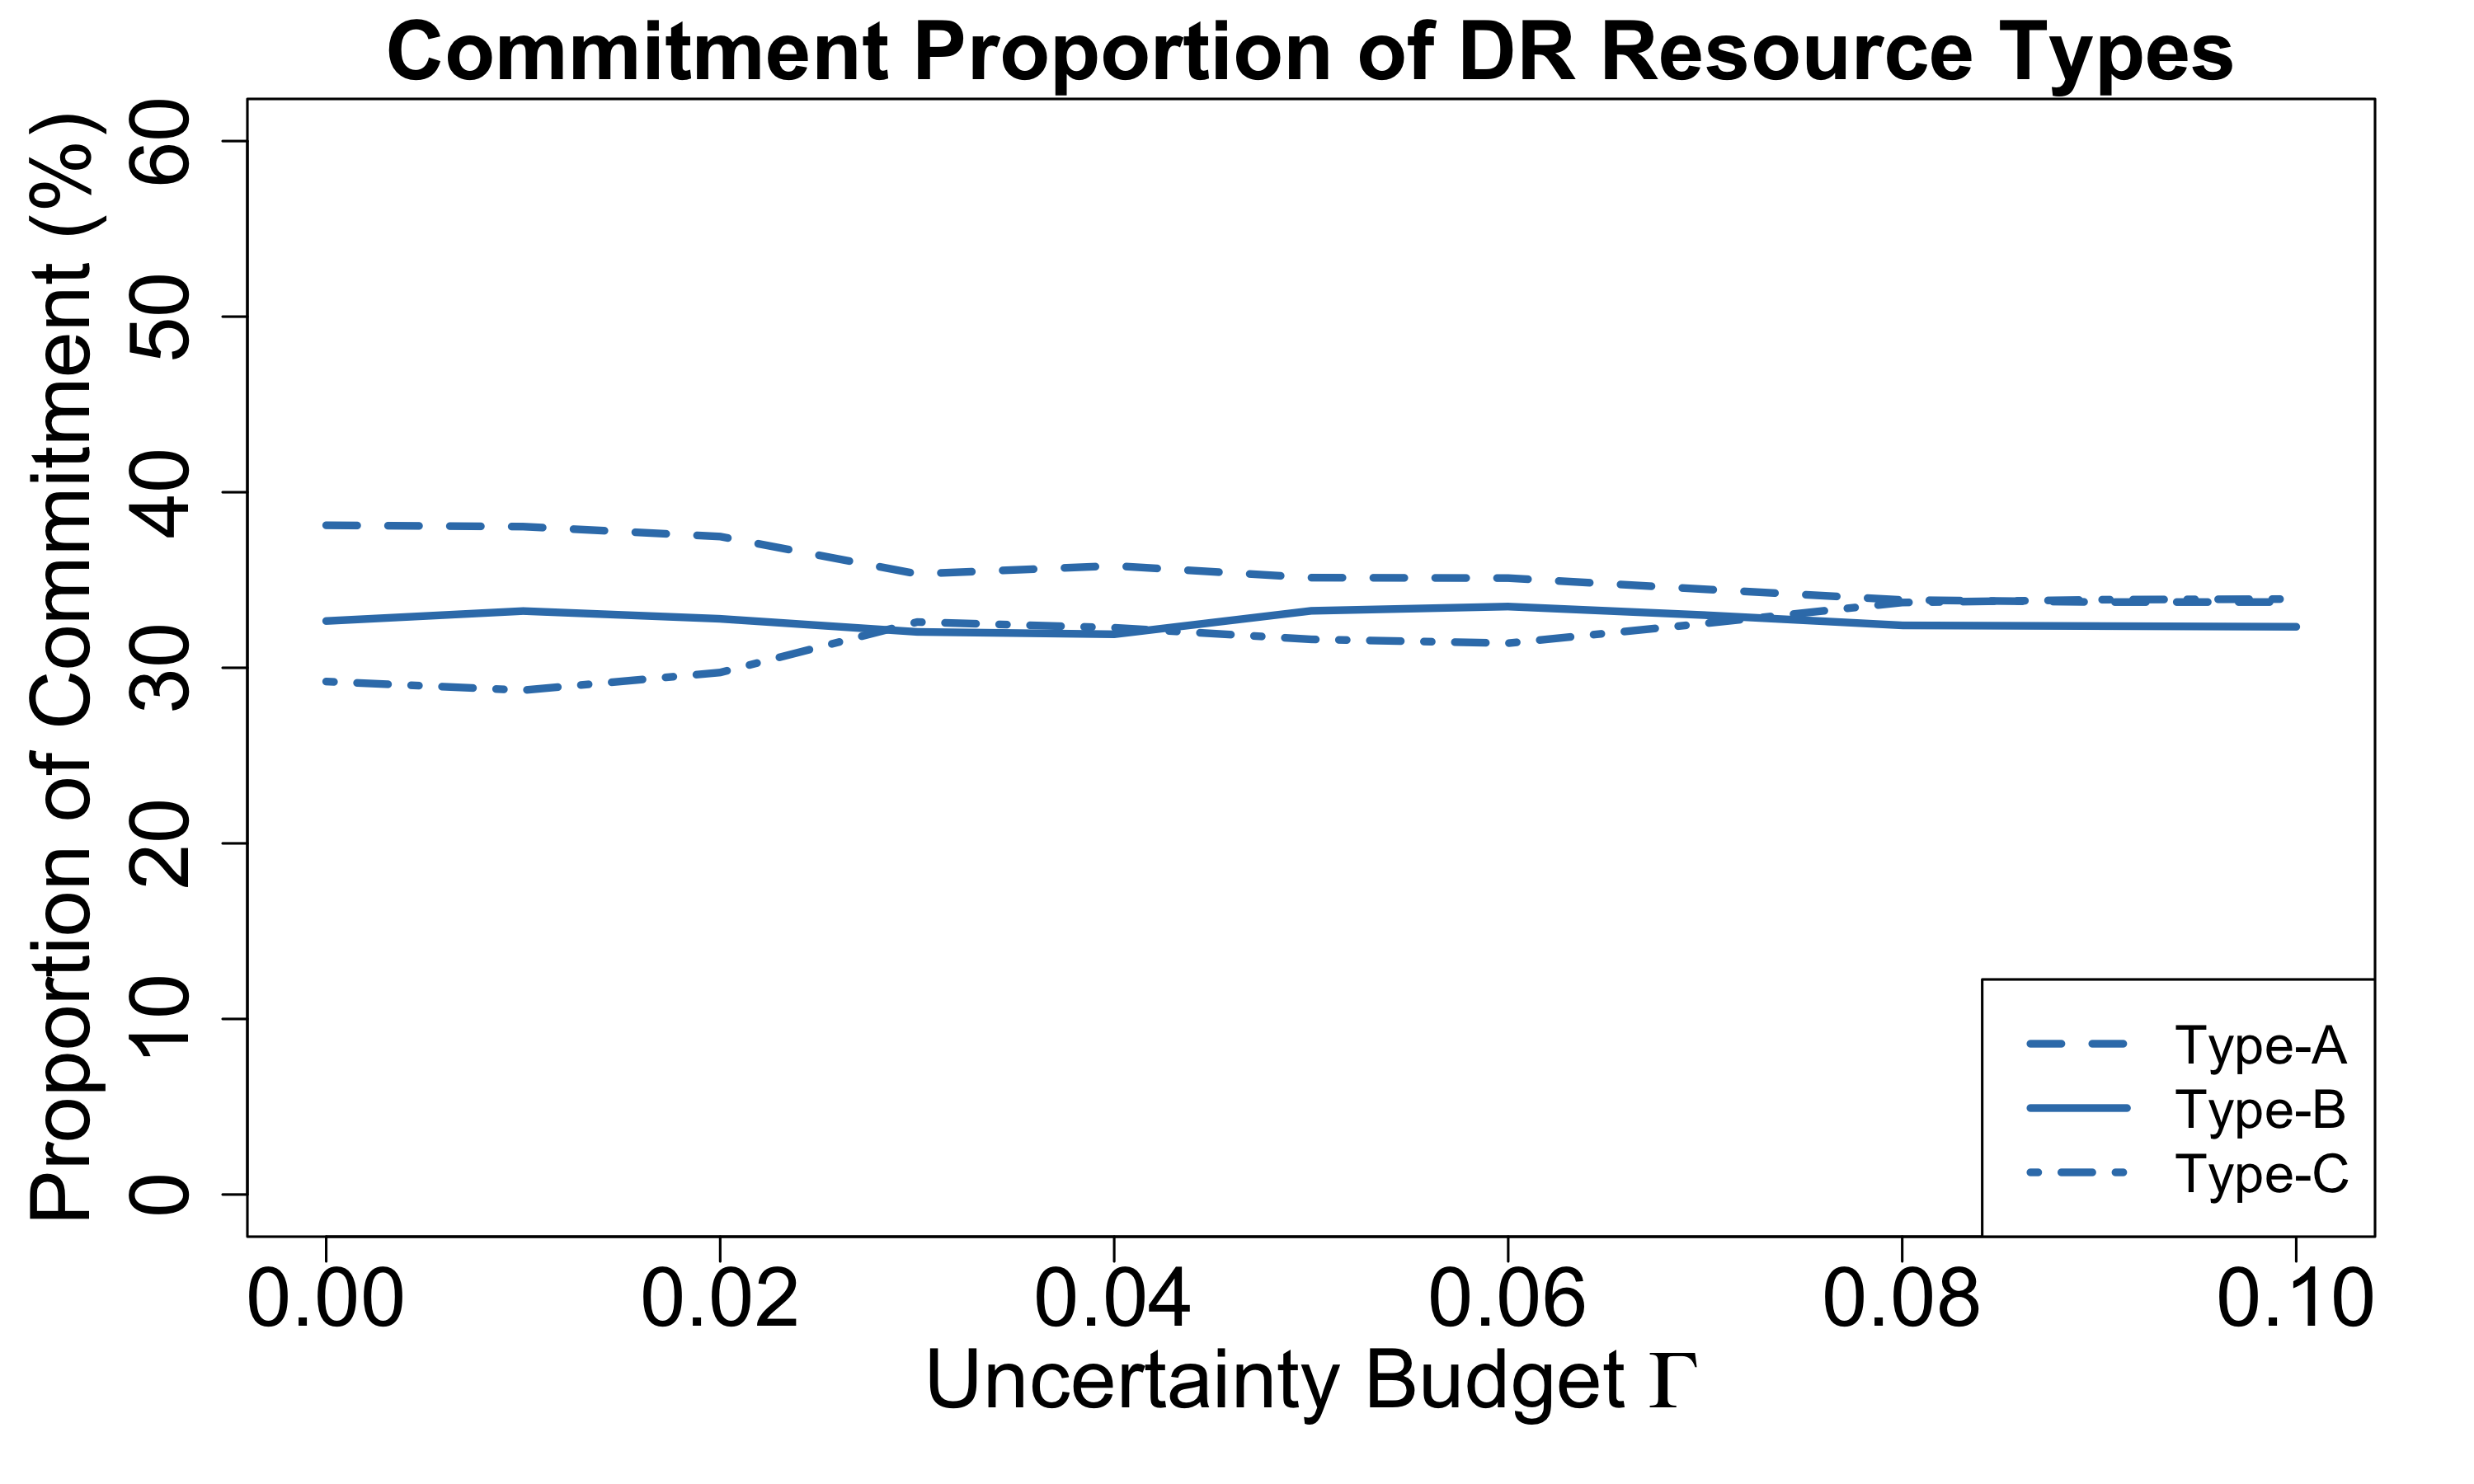 Commitment Proportion of DR Resource Types
Proportion of Commitment (%)
60
50
40
30
20
10
0
0.00 0.02 0.04 0.06 0.08 0.10
Uncertainty Budget Γ
Type-A
Type-B
Type-C